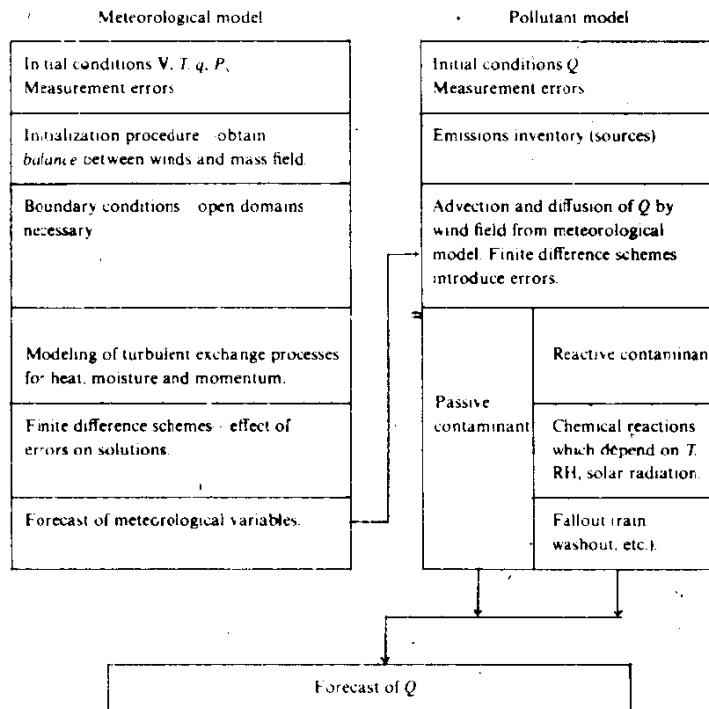 Meteorological model
Initial conditions V, T, q, P,
Measurement errors
Initialization procedure – obtain
balance between winds and mass field.
Boundary conditions – open domains
necessary
Modeling of turbulent exchange processes
for heat, moisture and momentum.
Finite difference schemes – effect of
errors on solutions.
Forecast of meteorological variables.
Pollutant model
Initial conditions Q
Measurement errors
Emissions inventory (sources)
Advection and diffusion of Q by
wind field from meteorological
model. Finite difference schemes
introduce errors.
Passive
contaminant
Reactive contaminan
Chemical reactions
which depend on T,
RH, solar radiation.
Fallout (rain
washout, etc.).
Forecast of Q